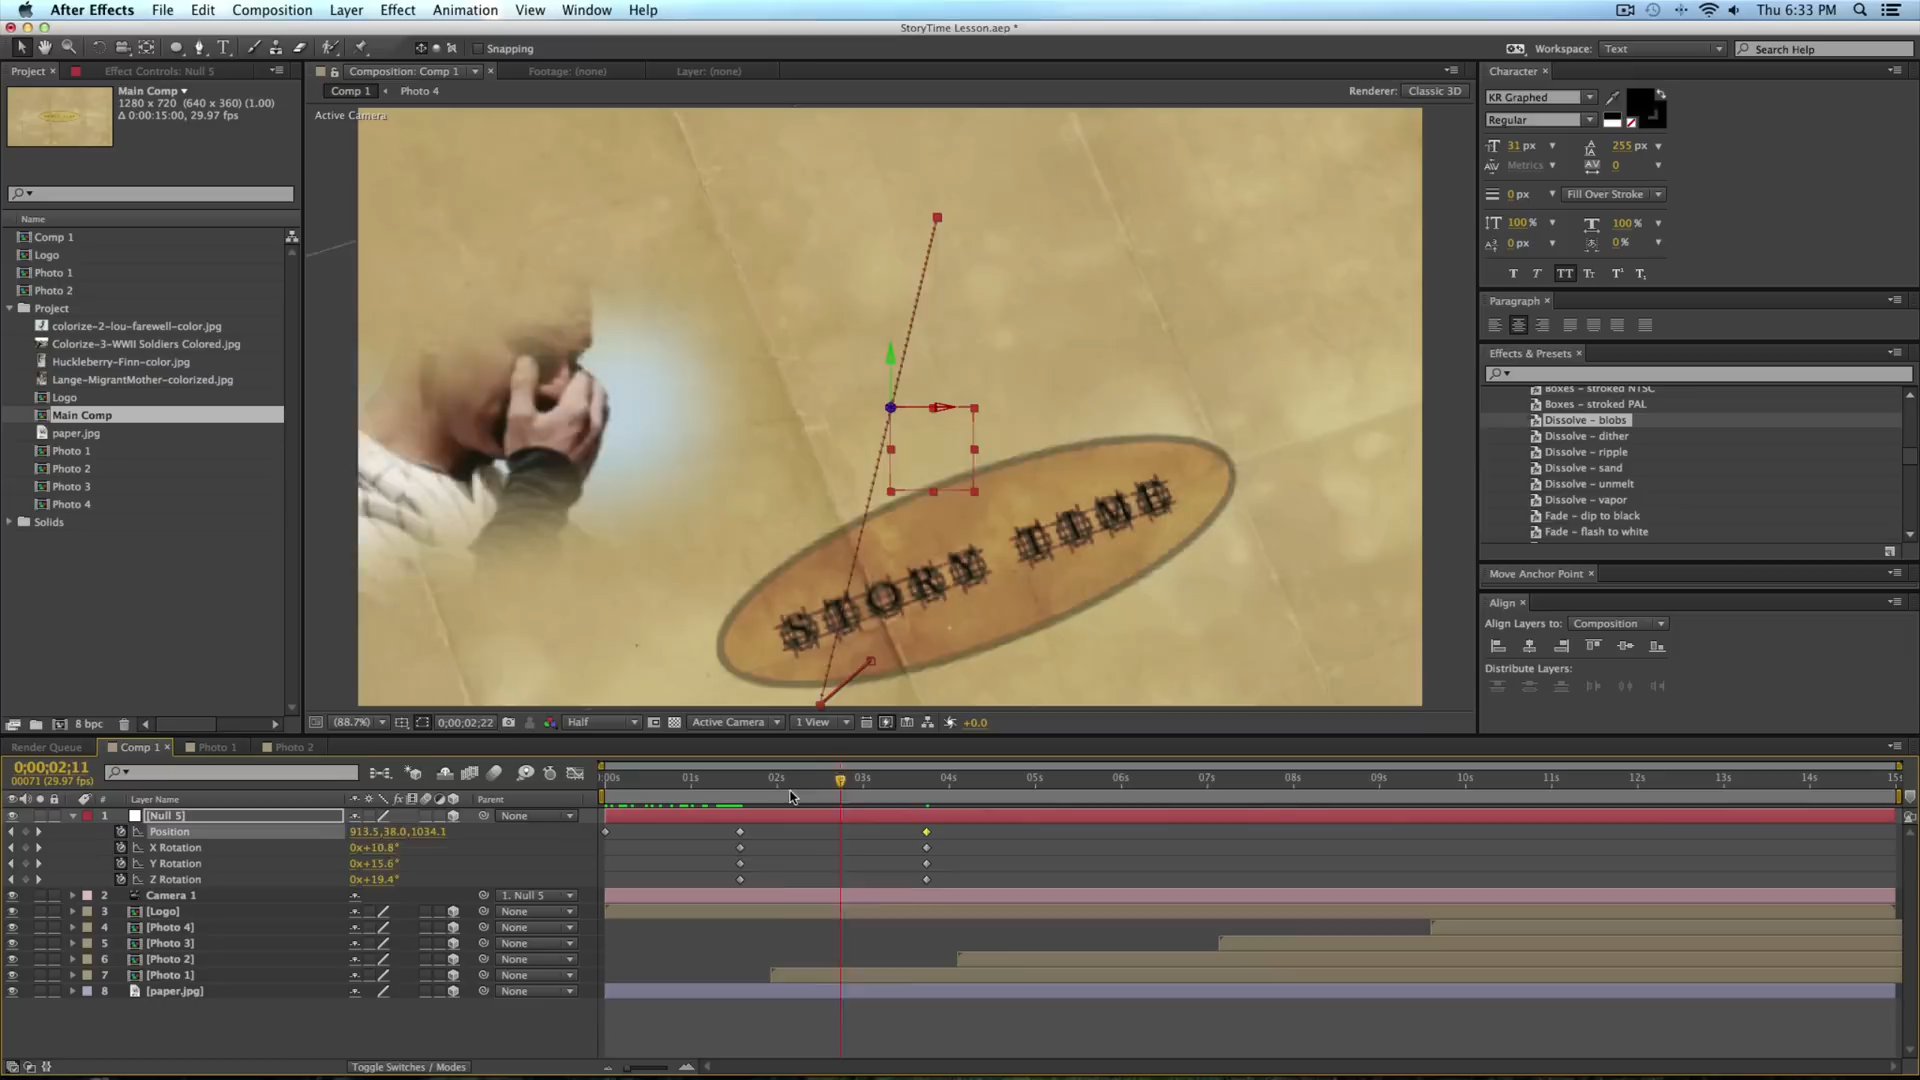 After Effects File Edit Composition Layer Effect Animation View Window Help Thu 6:33 PM
StoryTime Lesson.aep *
Snapping Workspace: Text Search Help
Project × Effect Controls: Null 5
Composition: Comp 1 × Footage: (none) Layer: (none)
Comp 1 Photo 4 Renderer: Classic 3D
Active Camera
Main Comp
1280 x 720 (640 x 360) (1.00)
Δ 0:00:15:00, 29.97 fps
Name
Comp 1
Logo
Photo 1
Photo 2
Project
colorize-2-lou-farewell-color.jpg
Colorize-3-WWII Soldiers Colored.jpg
Huckleberry-Finn-color.jpg
Lange-MigrantMother-colorized.jpg
Logo
Main Comp
paper.jpg
Photo 1
Photo 2
Photo 3
Photo 4
Solids
8 bpc
STORY TIME
(88.7%) 0;00;02;22 Half Active Camera 1 View +0.0
Character ×
KR Graphed
Regular
31 px 255 px
Metrics 0
0 px Fill Over Stroke
100 % 100 %
0 px 0 %
Paragraph ×
Effects & Presets ×
Boxes - stroked NTSC
Boxes - stroked PAL
Dissolve - blobs
Dissolve - dither
Dissolve - ripple
Dissolve - sand
Dissolve - unmelt
Dissolve - vapor
Fade - dip to black
Fade - flash to white
Move Anchor Point ×
Align ×
Align Layers to: Composition
Distribute Layers:
Render Queue Comp 1 × Photo 1 Photo 2
0;00;02;11
00071 (29.97 fps)
:00s 01s 02s 03s 04s 05s 06s 07s 08s 09s 10s 11s 12s 13s 14s 15s
# Layer Name Parent
1 [Null 5] None
Position 913.5,38.0,1034.1
X Rotation 0x+10.8°
Y Rotation 0x+15.6°
Z Rotation 0x+19.4°
2 Camera 1 1. Null 5
3 [Logo] None
4 [Photo 4] None
5 [Photo 3] None
6 [Photo 2] None
7 [Photo 1] None
8 [paper.jpg] None
Toggle Switches / Modes